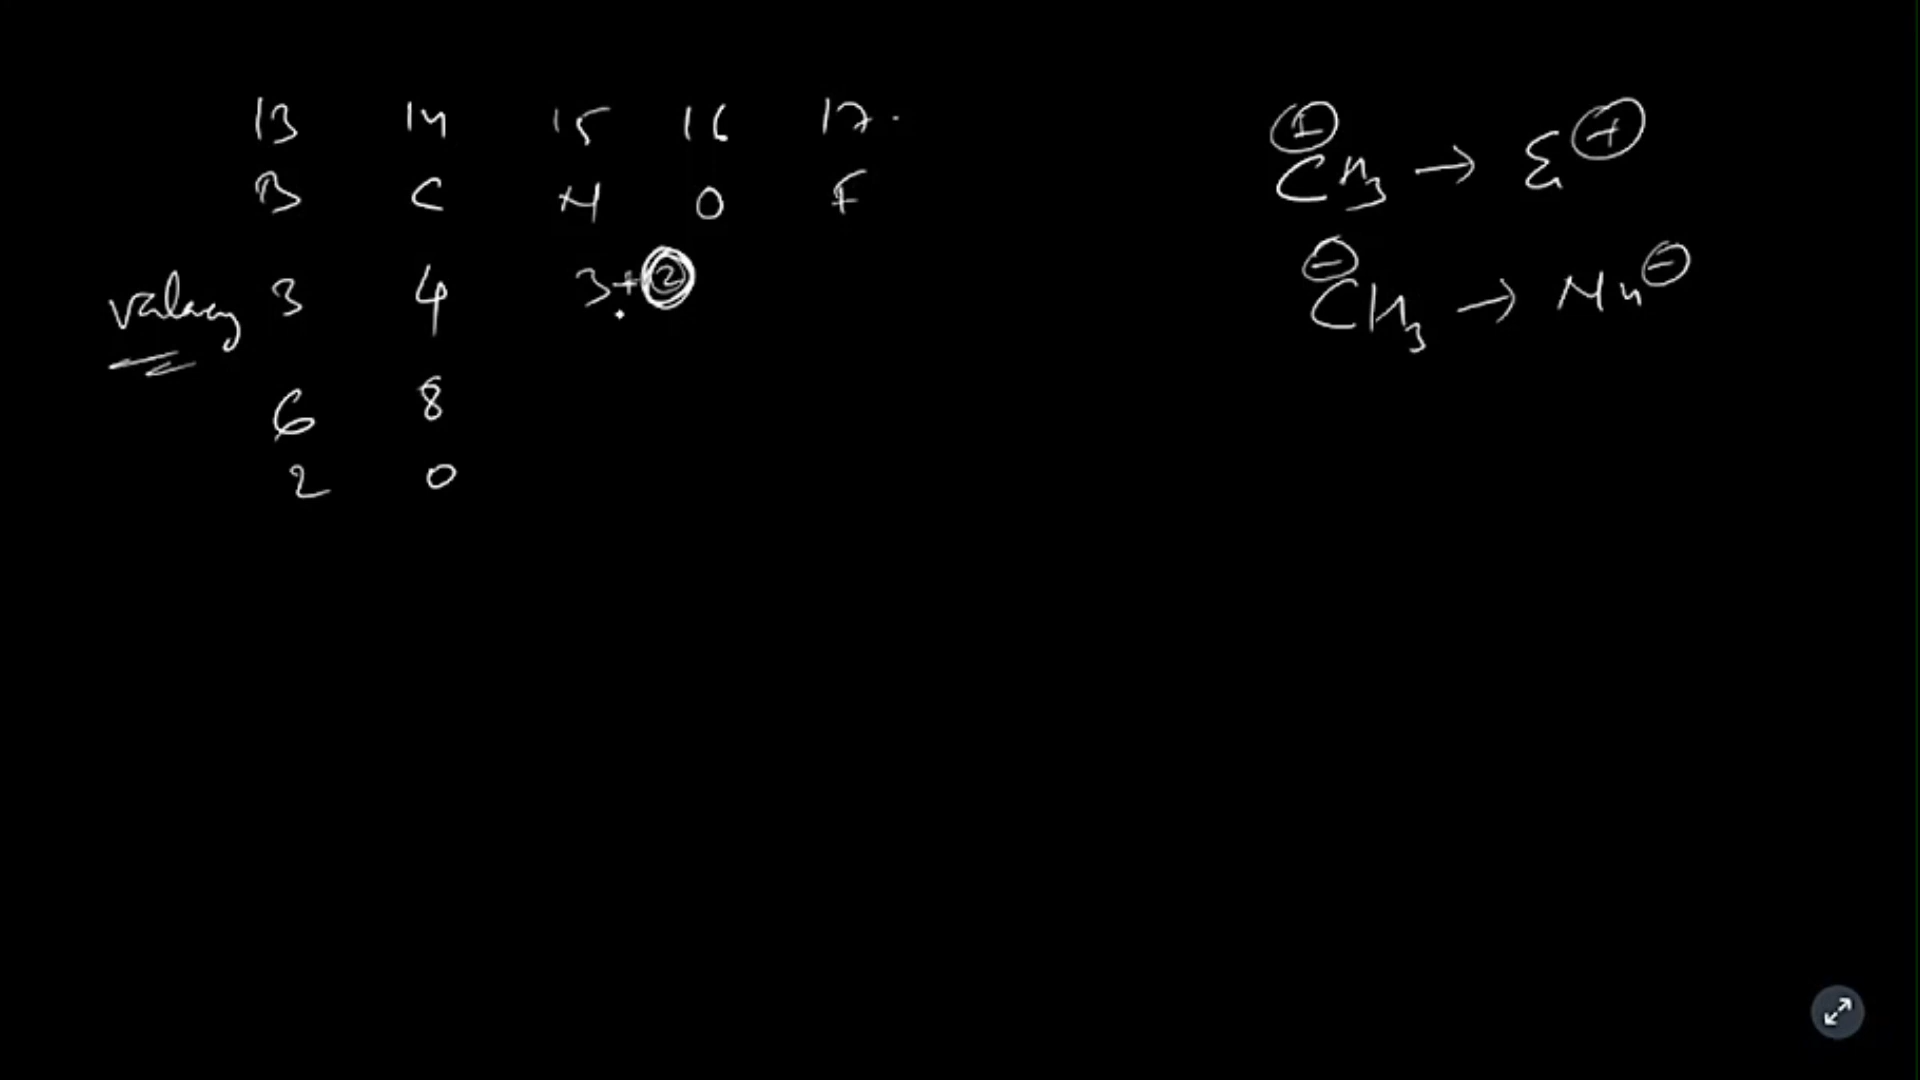 13 14 15 16 17.
B C N O F
valency 3 4 3+②
6 8
2 0
⊕
CH₃ → E⊕
⊖
CH₃ → Nu⊖